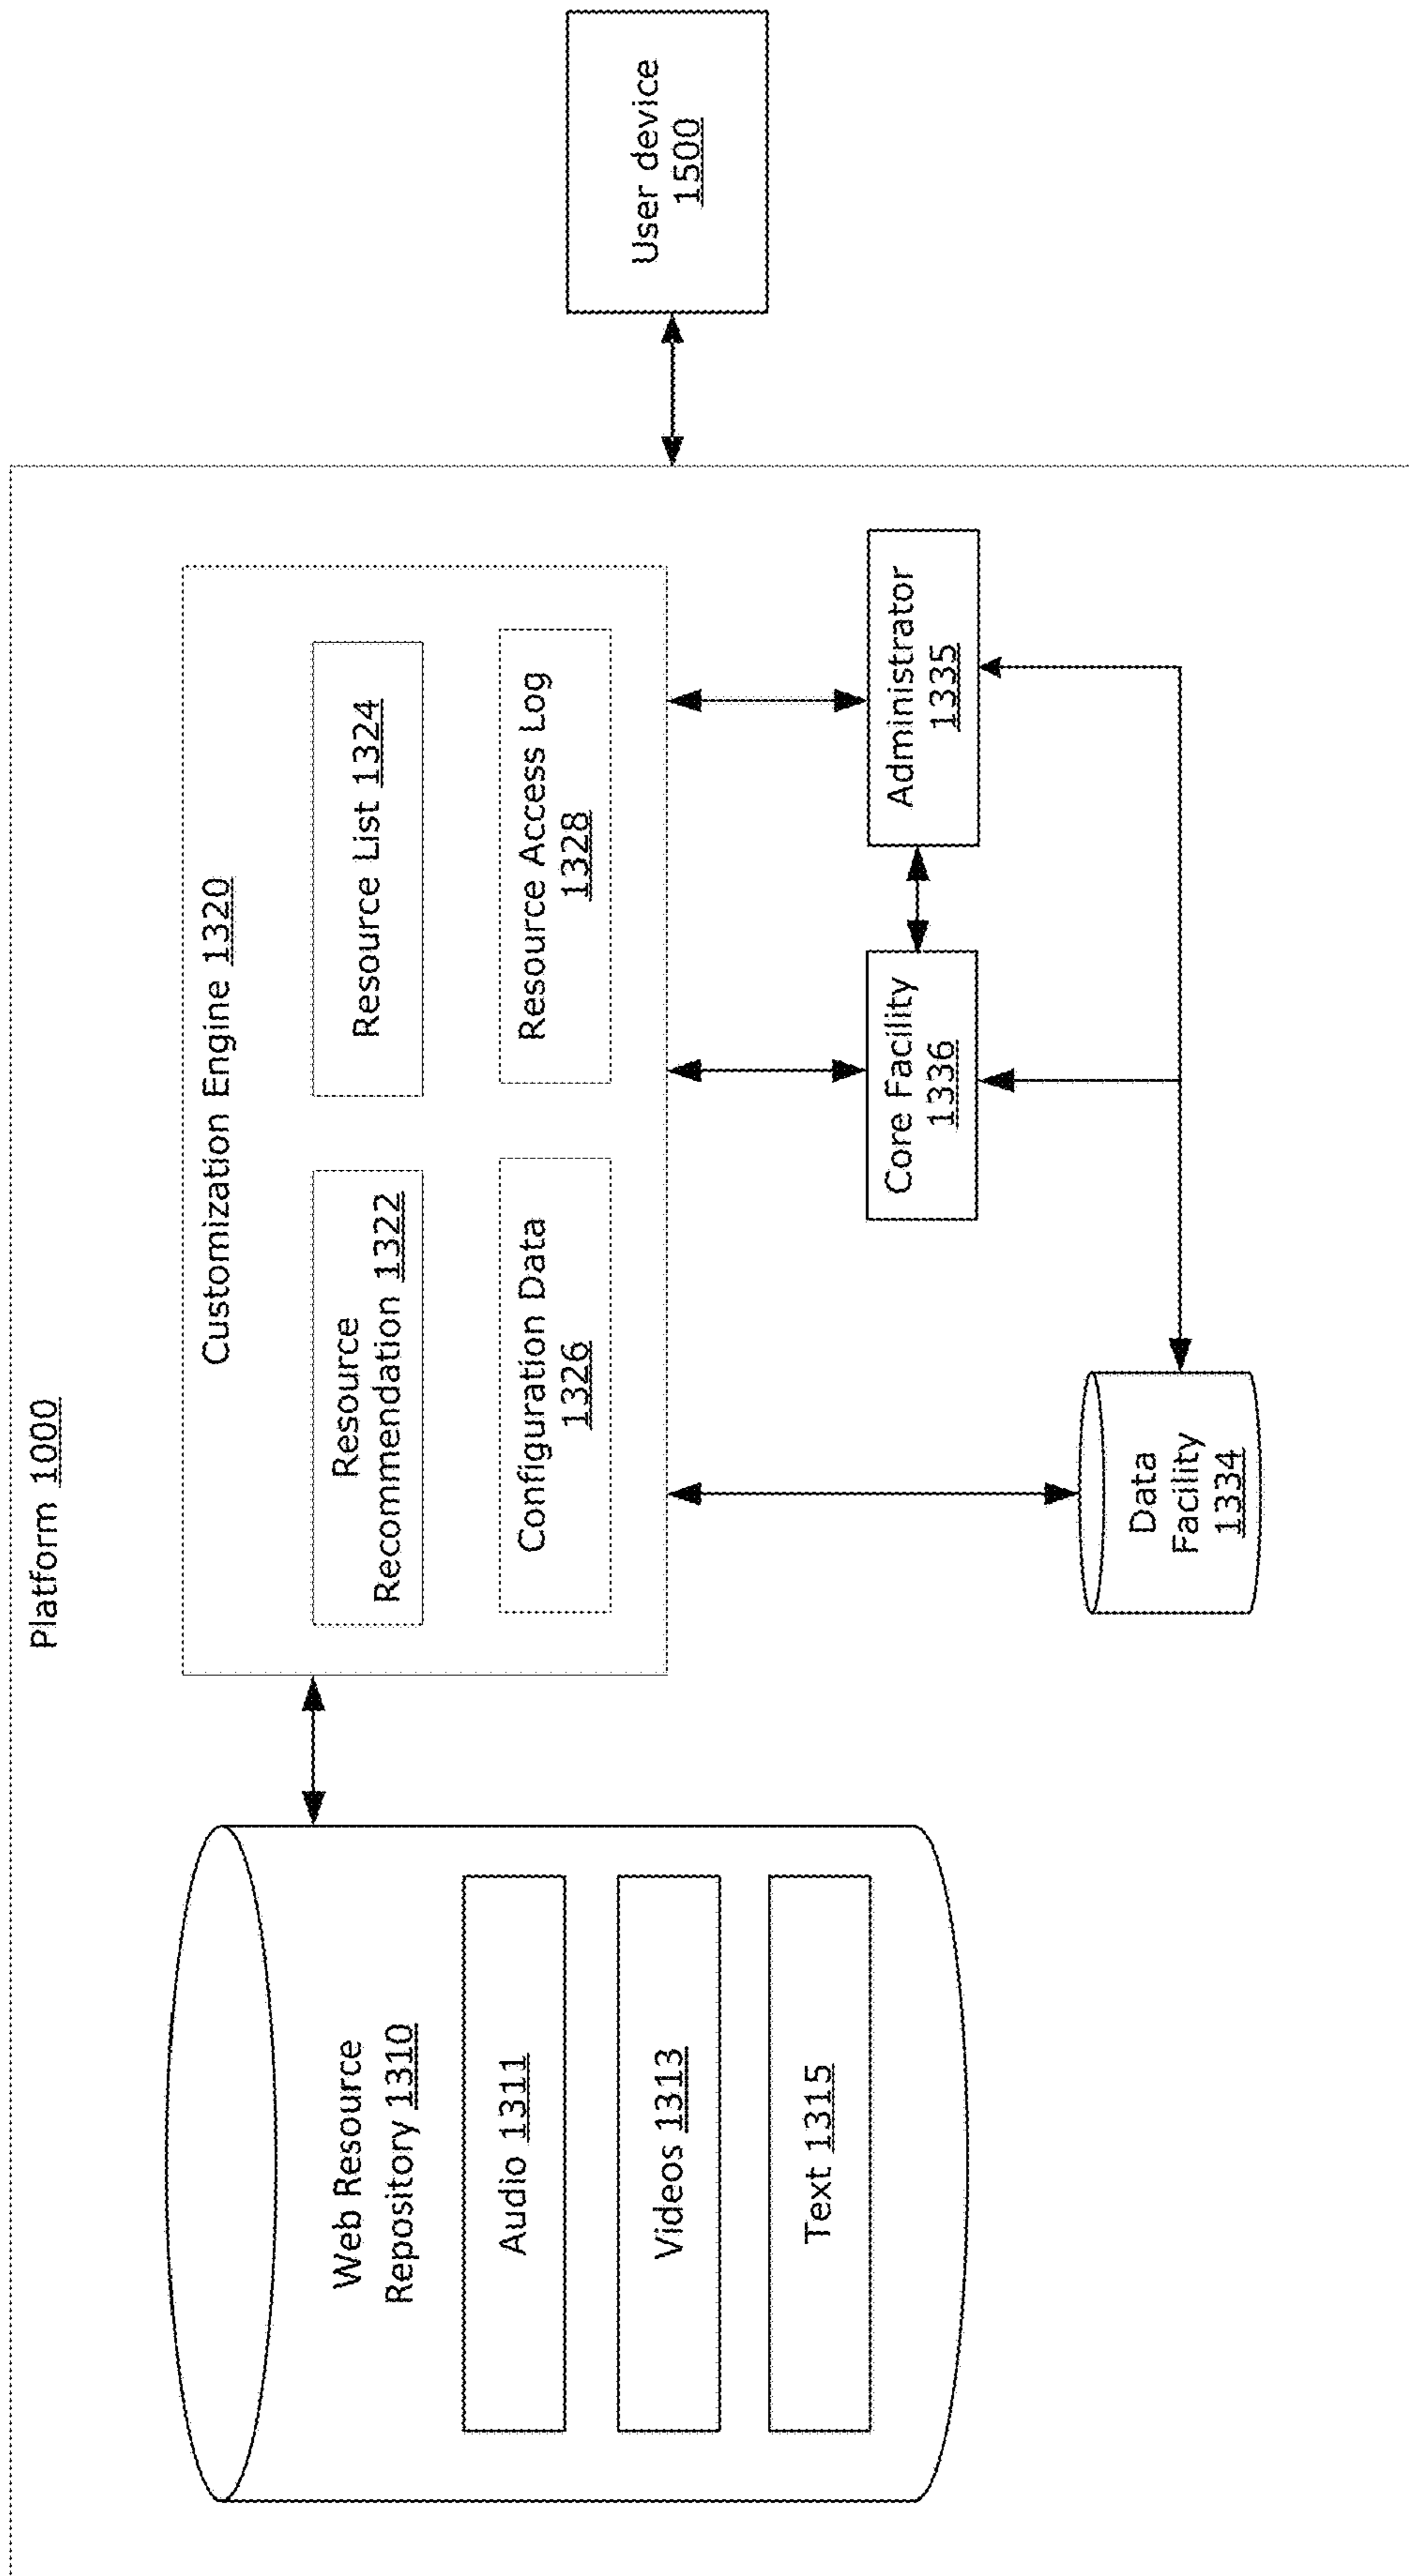 Platform 1000
Web Resource
Repository 1310
Audio 1311
Videos 1313
Text 1315
Customization Engine 1320
Resource
Recommendation 1322
Resource List 1324
Configuration Data
1326
Resource Access Log
1328
Data
Facility
1334
Core Facility
1336
Administrator
1335
User device
1500